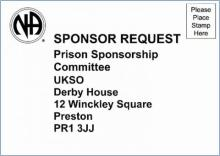 NA
Please
Place
Stamp
Here
SPONSOR REQUEST
Prison Sponsorship
Committee
UKSO
Derby House
12 Winckley Square
Preston
PR1 3JJ